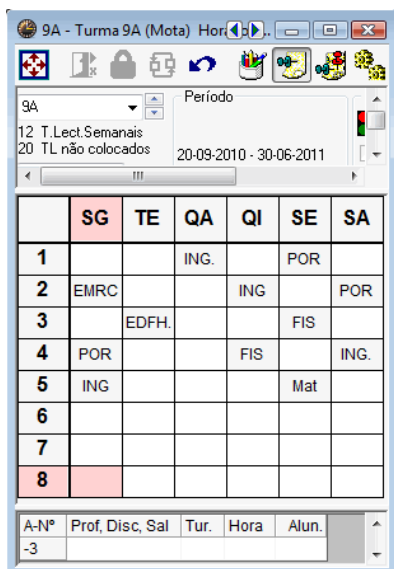 9A - Turma 9A (Mota) Hor
9A
Período
12 T.Lect.Semanais
20 TL não colocados
20-09-2010 - 30-06-2011
SG TE QA QI SE SA
1 ING. POR
2 EMRC ING POR
3 EDFH. FIS
4 POR FIS ING.
5 ING Mat
6
7
8
A-Nº Prof, Disc, Sal Tur. Hora Alun.
-3